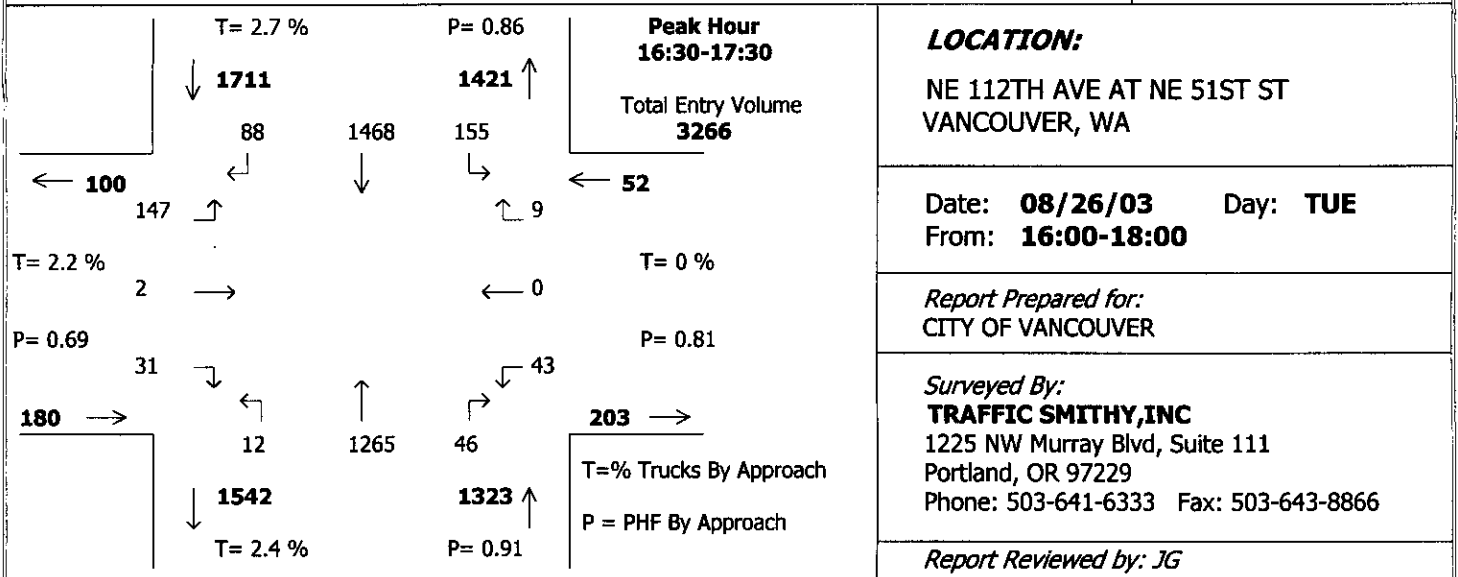 T= 2.7 % P= 0.86
1711 1421
88 1468 155
Peak Hour
16:30-17:30
Total Entry Volume
3266
← 100 ← 52
147 9
T= 2.2 % T= 0 %
2 → ← 0
P= 0.69 P= 0.81
31 43
180 → 203 →
12 1265 46
1542 1323
T= 2.4 % P= 0.91
T=% Trucks By Approach
P = PHF By Approach
LOCATION:
NE 112TH AVE AT NE 51ST ST
VANCOUVER, WA
Date: 08/26/03 Day: TUE
From: 16:00-18:00
Report Prepared for:
CITY OF VANCOUVER
Surveyed By:
TRAFFIC SMITHY,INC
1225 NW Murray Blvd, Suite 111
Portland, OR 97229
Phone: 503-641-6333 Fax: 503-643-8866
Report Reviewed by: JG